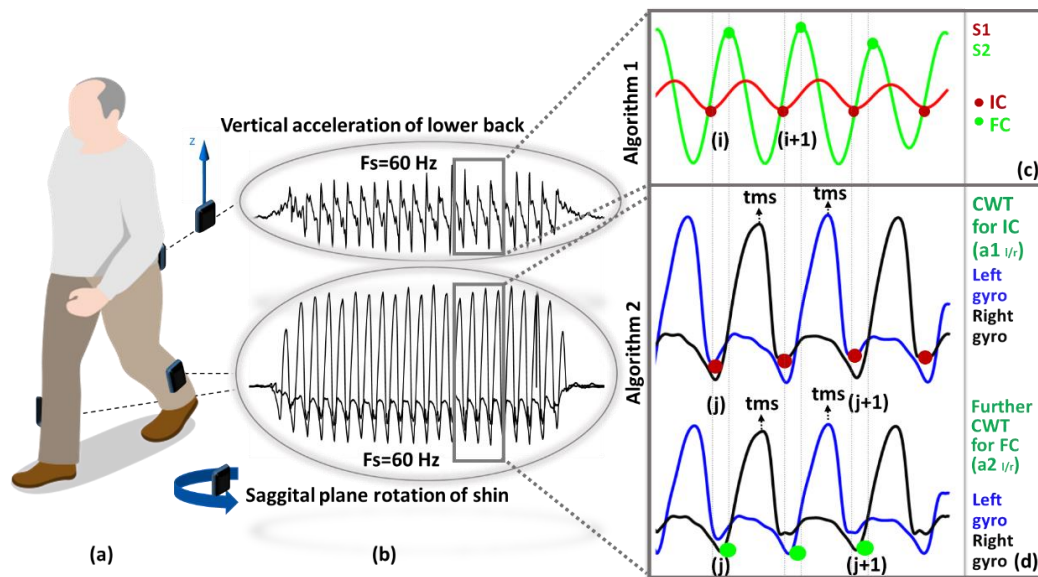 z
Vertical acceleration of lower back
Fs=60 Hz
Fs=60 Hz
Saggital plane rotation of shin
(a)
(b)
Algorithm 1
S1
S2
IC
FC
(i)
(i+1)
(c)
Algorithm 2
tms
tms
CWT
for IC
(a1 l/r)
Left
gyro
Right
gyro
(j)
(j+1)
tms
tms
Further
CWT
for FC
(a2 l/r)
Left
gyro
Right
gyro
(j)
(j+1)
(d)